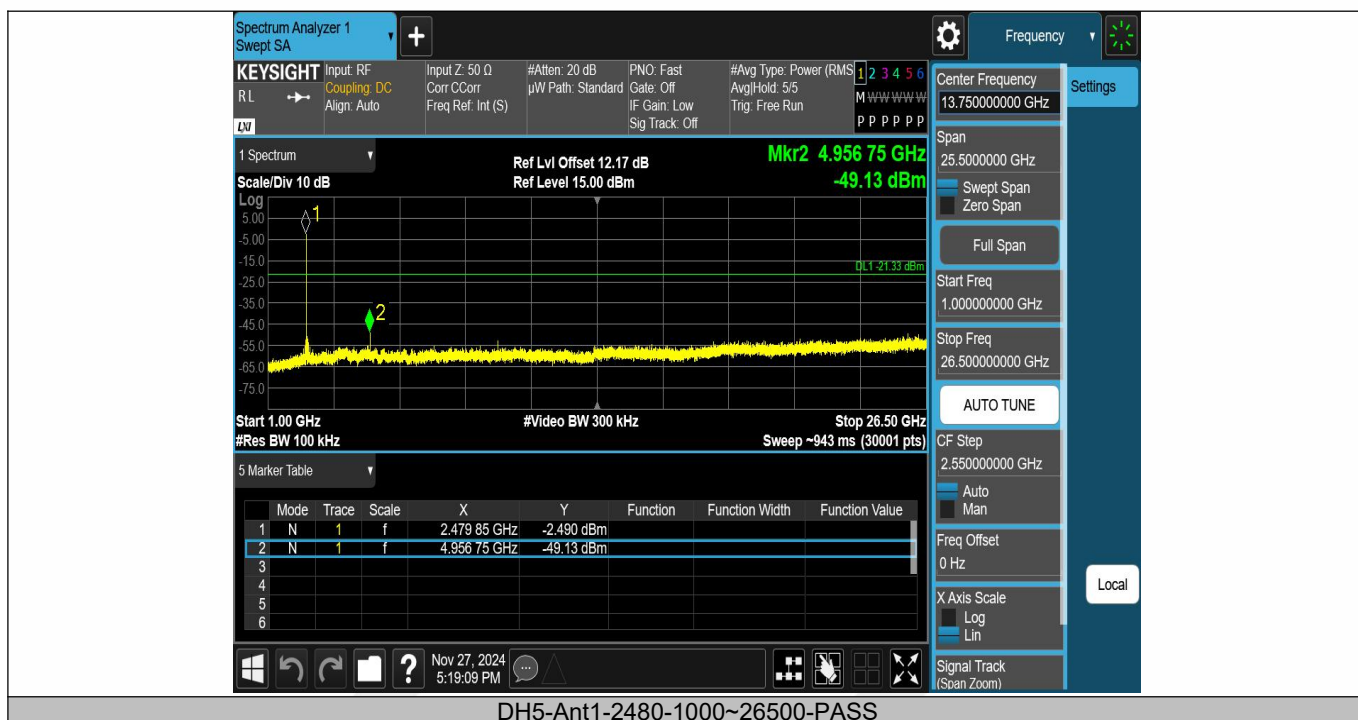 Spectrum Analyzer 1
Swept SA
+
Frequency
KEYSIGHT
RL
LXI
Input: RF
Coupling: DC
Align: Auto
Input Z: 50 Ω
Corr CCorr
Freq Ref: Int (S)
#Atten: 20 dB
µW Path: Standard
PNO: Fast
Gate: Off
IF Gain: Low
Sig Track: Off
#Avg Type: Power (RMS
Avg|Hold: 5/5
Trig: Free Run
1 2 3 4 5 6
M W W W W W
P P P P P P
1 Spectrum
Ref Lvl Offset 12.17 dB
Mkr2 4.956 75 GHz
Scale/Div 10 dB
Ref Level 15.00 dBm
-49.13 dBm
Log
5.00
-5.00
-15.0
-25.0
-35.0
-45.0
-55.0
-65.0
-75.0
1
2
DL1 -21.33 dBm
Start 1.00 GHz
#Video BW 300 kHz
Stop 26.50 GHz
#Res BW 100 kHz
Sweep ~943 ms (30001 pts)
5 Marker Table
Mode Trace Scale X Y Function Function Width Function Value
1 N 1 f 2.479 85 GHz -2.490 dBm
2 N 1 f 4.956 75 GHz -49.13 dBm
3
4
5
6
?
Nov 27, 2024
5:19:09 PM
Center Frequency
13.750000000 GHz
Settings
Span
25.5000000 GHz
Swept Span
Zero Span
Full Span
Start Freq
1.000000000 GHz
Stop Freq
26.500000000 GHz
AUTO TUNE
CF Step
2.550000000 GHz
Auto
Man
Freq Offset
0 Hz
Local
X Axis Scale
Log
Lin
Signal Track
(Span Zoom)
DH5-Ant1-2480-1000~26500-PASS